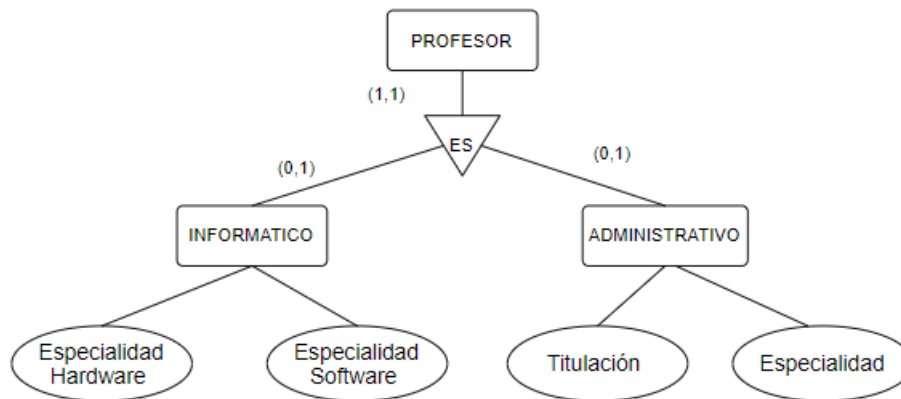 PROFESOR
(1,1)
ES
(0,1)
(0,1)
INFORMATICO
ADMINISTRATIVO
Especialidad
Hardware
Especialidad
Software
Titulación
Especialidad